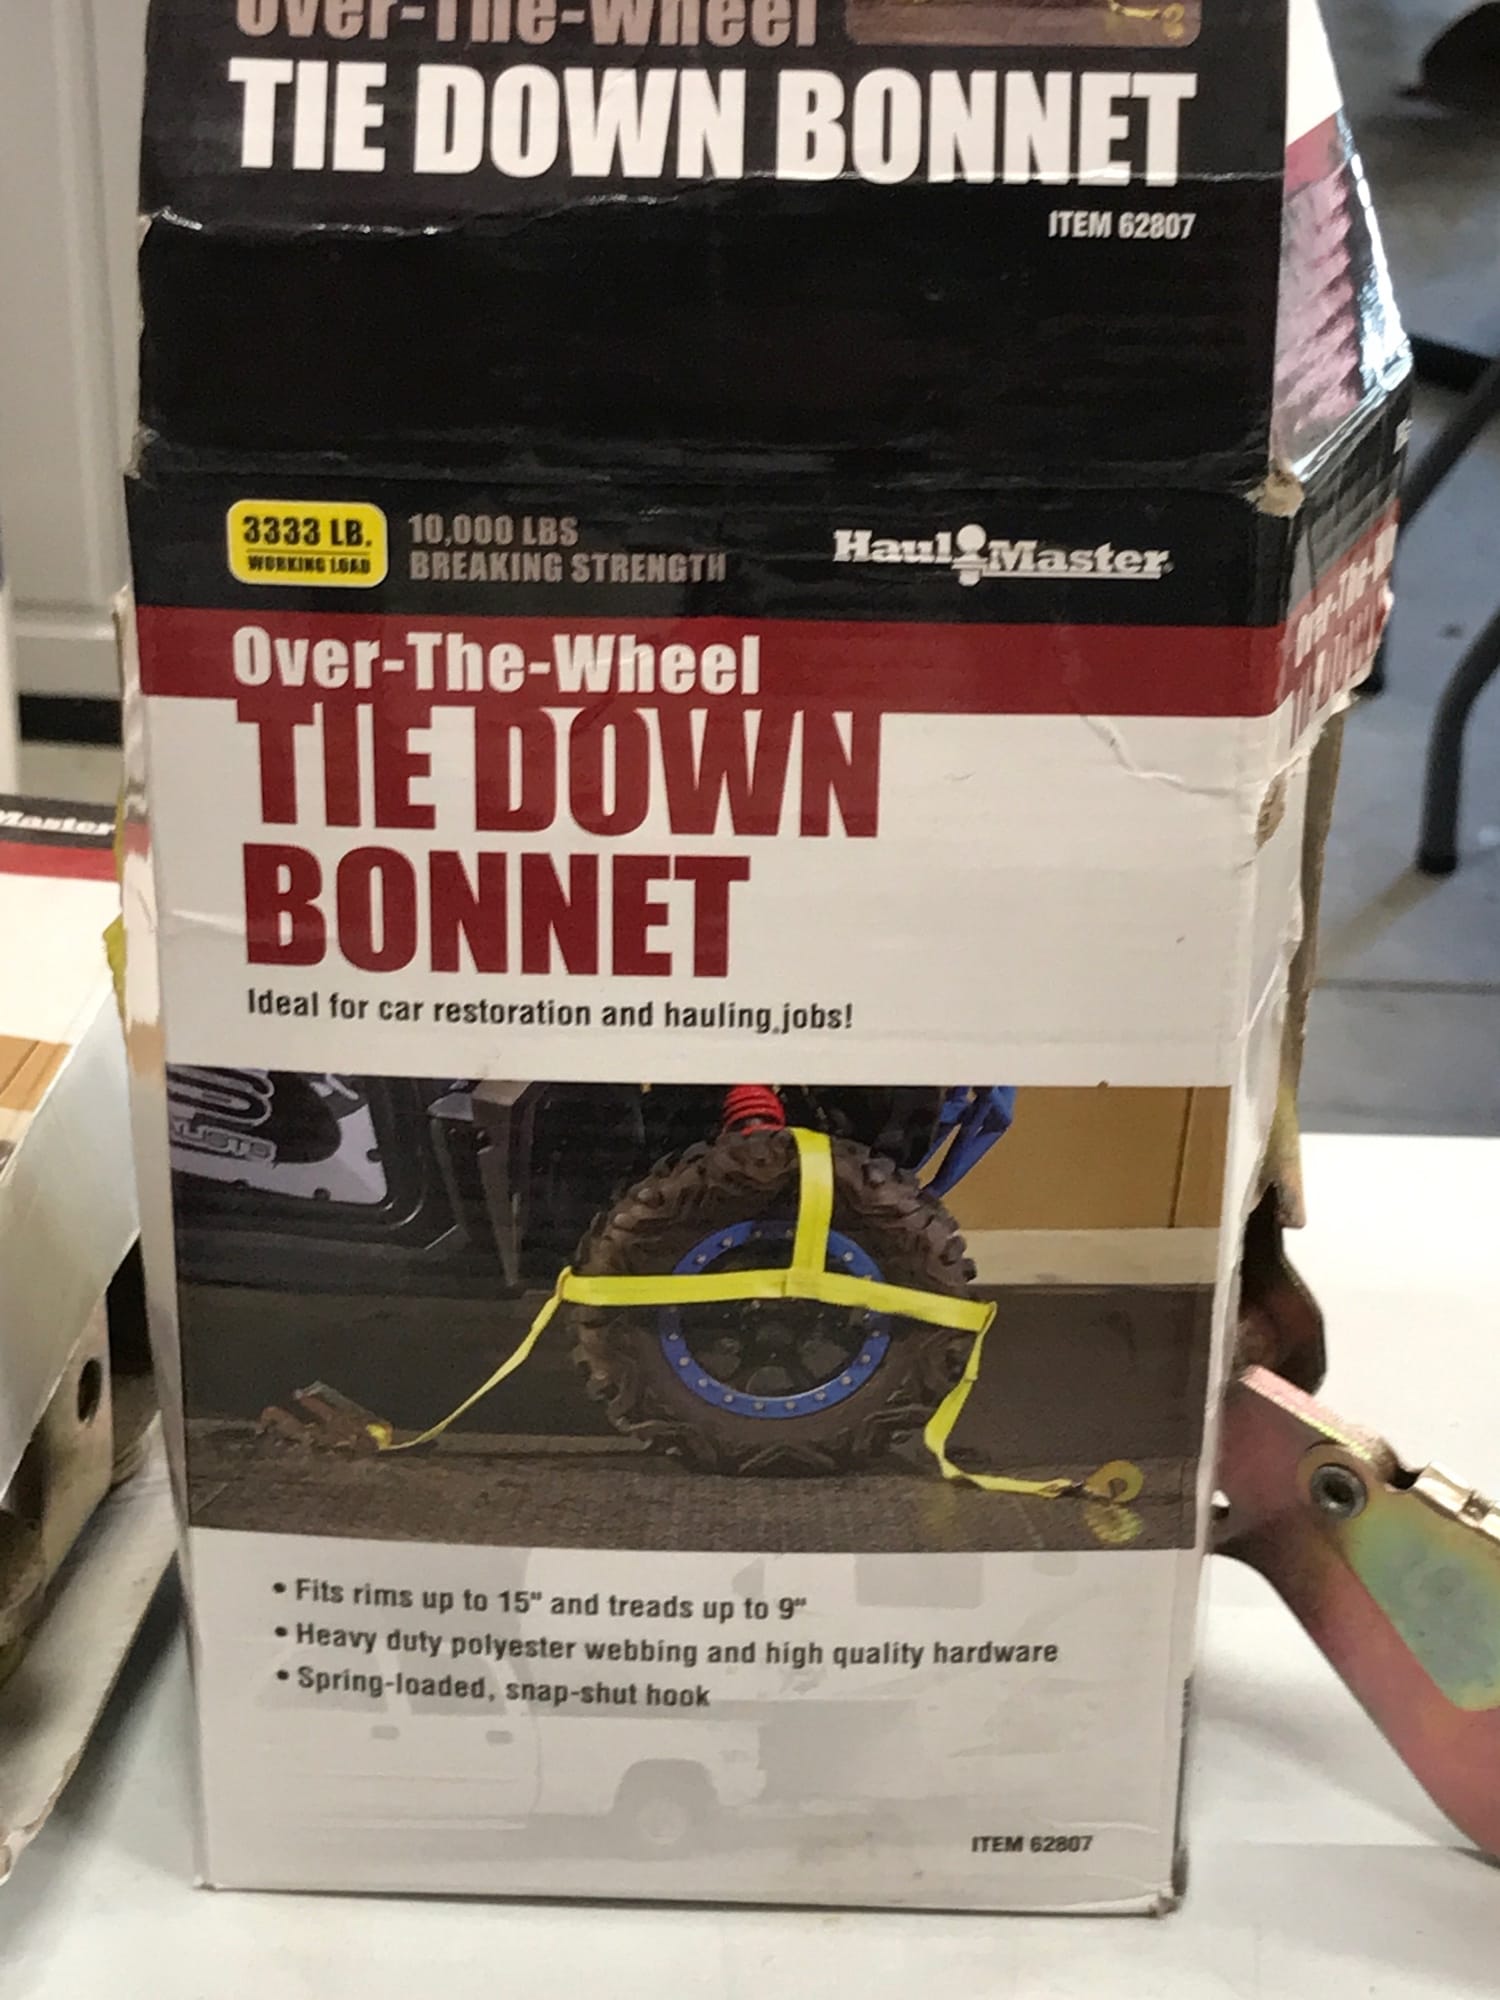 Over-The-Wheel
TIE DOWN BONNET
ITEM 62807
3333 LB.
WORKING LOAD
10,000 LBS
BREAKING STRENGTH
Haul Master
Over-The-Wheel
TIE DOWN
BONNET
Ideal for car restoration and hauling jobs!
• Fits rims up to 15" and treads up to 9"
• Heavy duty polyester webbing and high quality hardware
• Spring-loaded, snap-shut hook
ITEM 62807
Master
Over-The-W